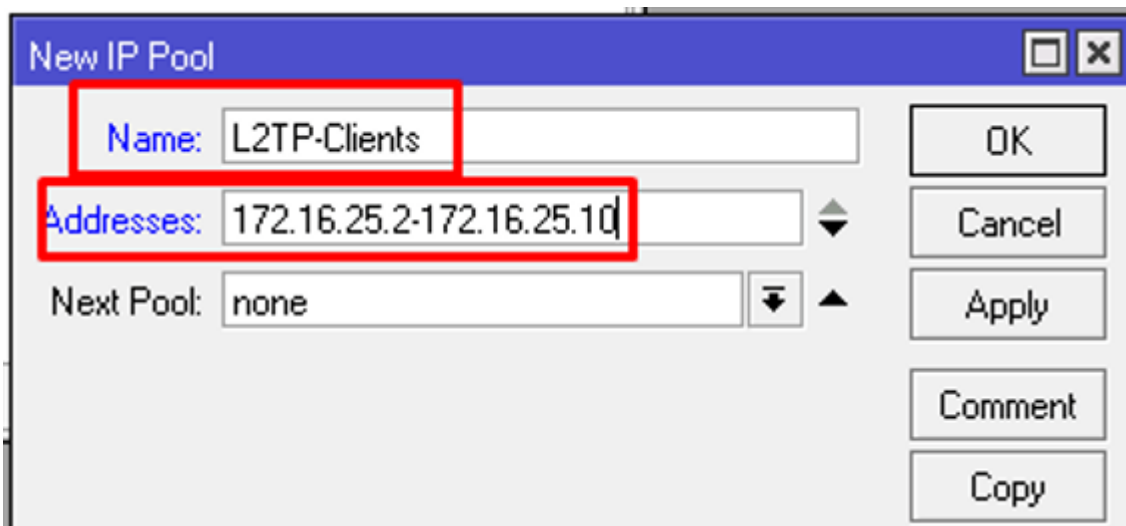 New IP Pool
Name: L2TP-Clients
OK
Addresses: 172.16.25.2-172.16.25.10
Cancel
Next Pool: none
Apply
Comment
Copy